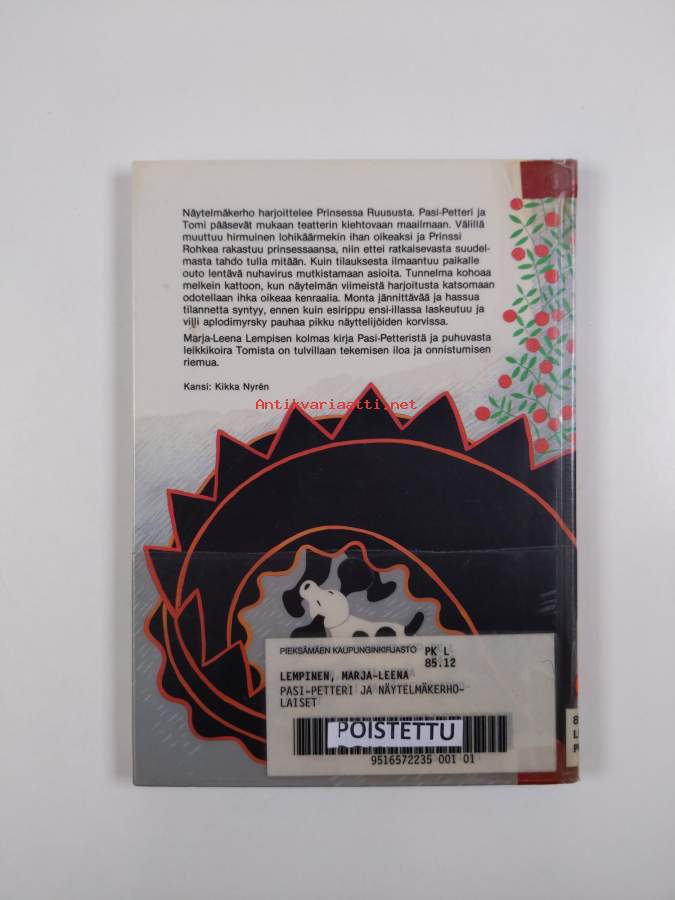 Näytelmäkerho harjoittelee Prinsessa Ruususta. Pasi-Petteri ja
Tomi pääsevät mukaan teatterin kiehtovaan maailmaan. Välillä
muuttuu hirmuinen lohikäärmekin ihan oikeaksi ja Prinssi
Rohkea rakastuu prinsessaansa, niin ettei ratkaisevasta suudel-
masta tahdo tulla mitään. Kuin tilauksesta ilmaantuu paikalle
outo lentävä nuhavirus mutkistamaan asioita. Tunnelma kohoaa
melkein kattoon, kun näytelmän viimeistä harjoitusta katsomaan
odotellaan ihka oikeaa kenraalia. Monta jännittävää ja hassua
tilannetta syntyy, ennen kuin esirippu ensi-illassa laskeutuu ja
villi aplodimyrsky pauhaa pikku näyttelijöiden korvissa.
Marja-Leena Lempisen kolmas kirja Pasi-Petteristä ja puhuvasta
leikkikoira Tomista on tulvillaan tekemisen iloa ja onnistumisen
riemua.
Kansi: Kikka Nyrén
Antikvariaatti.net
PIEKSÄMÄEN KAUPUNGINKIRJASTO PK L
85.12
LEMPINEN, MARJA-LEENA
PASI-PETTERI JA NÄYTELMÄKERHO-
LAISET
POISTETTU
9516572235 001 01